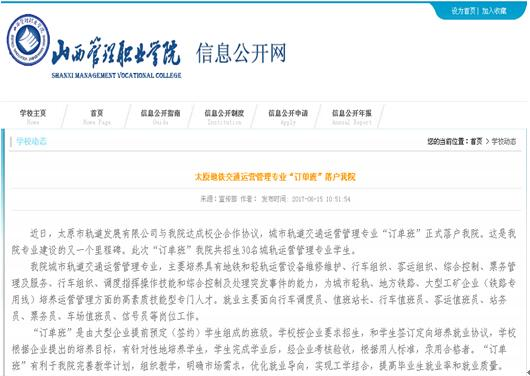 设为首页 | 加入收藏
山西管理职业学院
SHANXI MANAGEMENT VOCATIONAL COLLEGE
信息公开网
学校主页 首页 信息公开指南 信息公开制度 信息公开申请 信息公开年报
Home Page Home Page Guide Institution Apply Annual Report
学校动态
您的当前位置：首页 > 学校动态
太原地铁交通运营管理专业“订单班”落户我院
来源：宣传部 作者： 发布时间: 2017-06-15 10:51:54
近日，太原市轨道发展有限公司与我院达成校企合作协议，城市轨道交通运营管理专业“订单班”正式落户我院。这是我
院专业建设的又一个里程碑。此次“订单班”我院共招生30名城轨运营管理专业学生。
我院城市轨道交通运营管理专业，主要培养具有地铁和轻轨运营设备维修维护、行车组织、客运组织、综合控制、票务管
理及服务、行车组织、调度指挥操作技能和综合控制及处理突发事件的能力，为城市轻轨、地方铁路、大型工矿企业（铁路专
用线）培养运营管理方面的高素质技能型专门人才。就业主要面向行车调度员、值班站长、行车值班员、客运值班员、站务
员、票务员、车场值班员、信号员等岗位工作。
“订单班”是由大型企业提前预定（签约）学生组成的班级。学校按企业要求招生，和学生签订定向培养就业协议，学校
根据企业提出的培养目标，有针对性地培养学生，学生完成学业后，经企业考核验收，根据用人标准，录用合格者。“订单
班”有利于我院完善教学计划，组织教学，明确市场需求，优化就业导向，实现工学结合，提高毕业生就业率和就业质量。